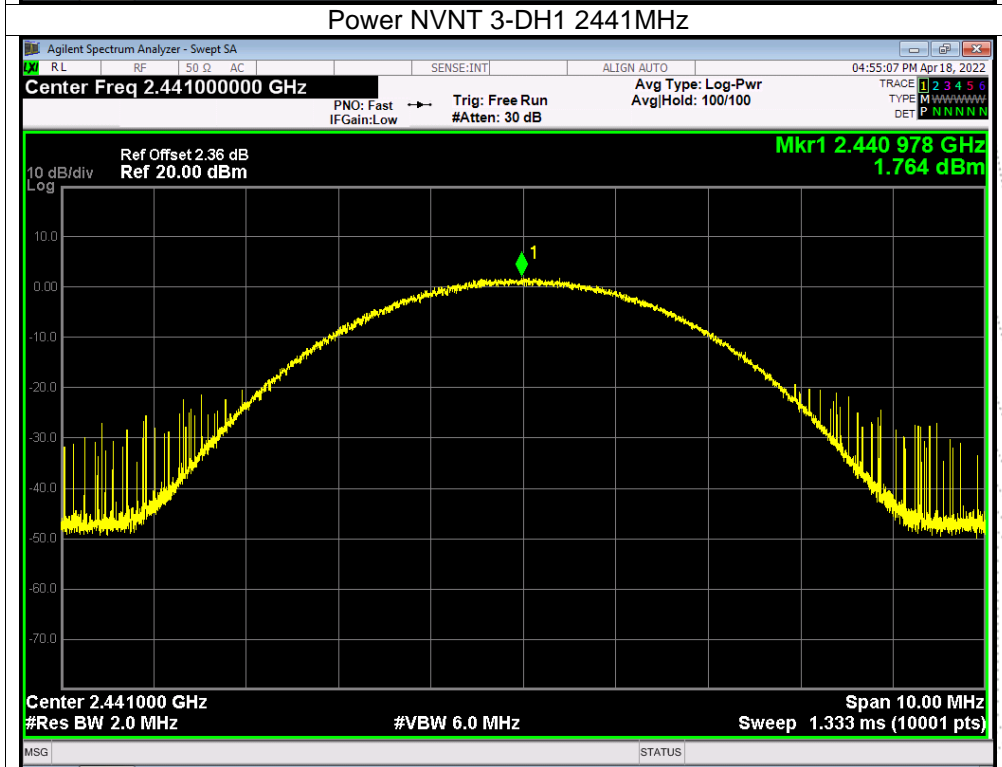 Power NVNT 3-DH1 2441MHz
Agilent Spectrum Analyzer - Swept SA
LXI RL RF 50 Ω AC SENSE:INT ALIGN AUTO 04:55:07 PM Apr 18, 2022
Center Freq 2.441000000 GHz
PNO: Fast
IFGain:Low
Trig: Free Run
#Atten: 30 dB
Avg Type: Log-Pwr
Avg|Hold: 100/100
TRACE 1 2 3 4 5 6
TYPE M WWWWW
DET P N N N N N
Mkr1 2.440 978 GHz
1.764 dBm
Ref Offset 2.36 dB
10 dB/div Ref 20.00 dBm
Log
10.0
1
0.00
-10.0
-20.0
-30.0
-40.0
-50.0
-60.0
-70.0
Center 2.441000 GHz Span 10.00 MHz
#Res BW 2.0 MHz #VBW 6.0 MHz Sweep 1.333 ms (10001 pts)
MSG STATUS